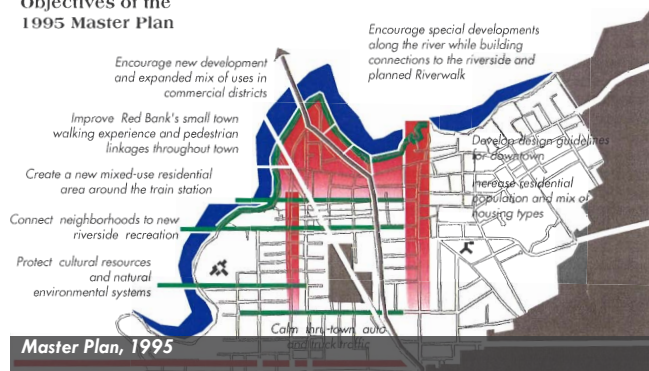 Objectives of the
1995 Master Plan
Encourage special developments
along the river while building
connections to the riverside and
planned Riverwalk
Encourage new development
and expanded mix of uses in
commercial districts
Improve Red Bank's small town
walking experience and pedestrian
linkages throughout town
Develop design guidelines
for downtown
Create a new mixed-use residential
area around the train station
Increase residential
population and mix of
housing types
Connect neighborhoods to new
riverside recreation
Protect cultural resources
and natural
environmental systems
Calm thru-town auto
and truck traffic
Master Plan, 1995